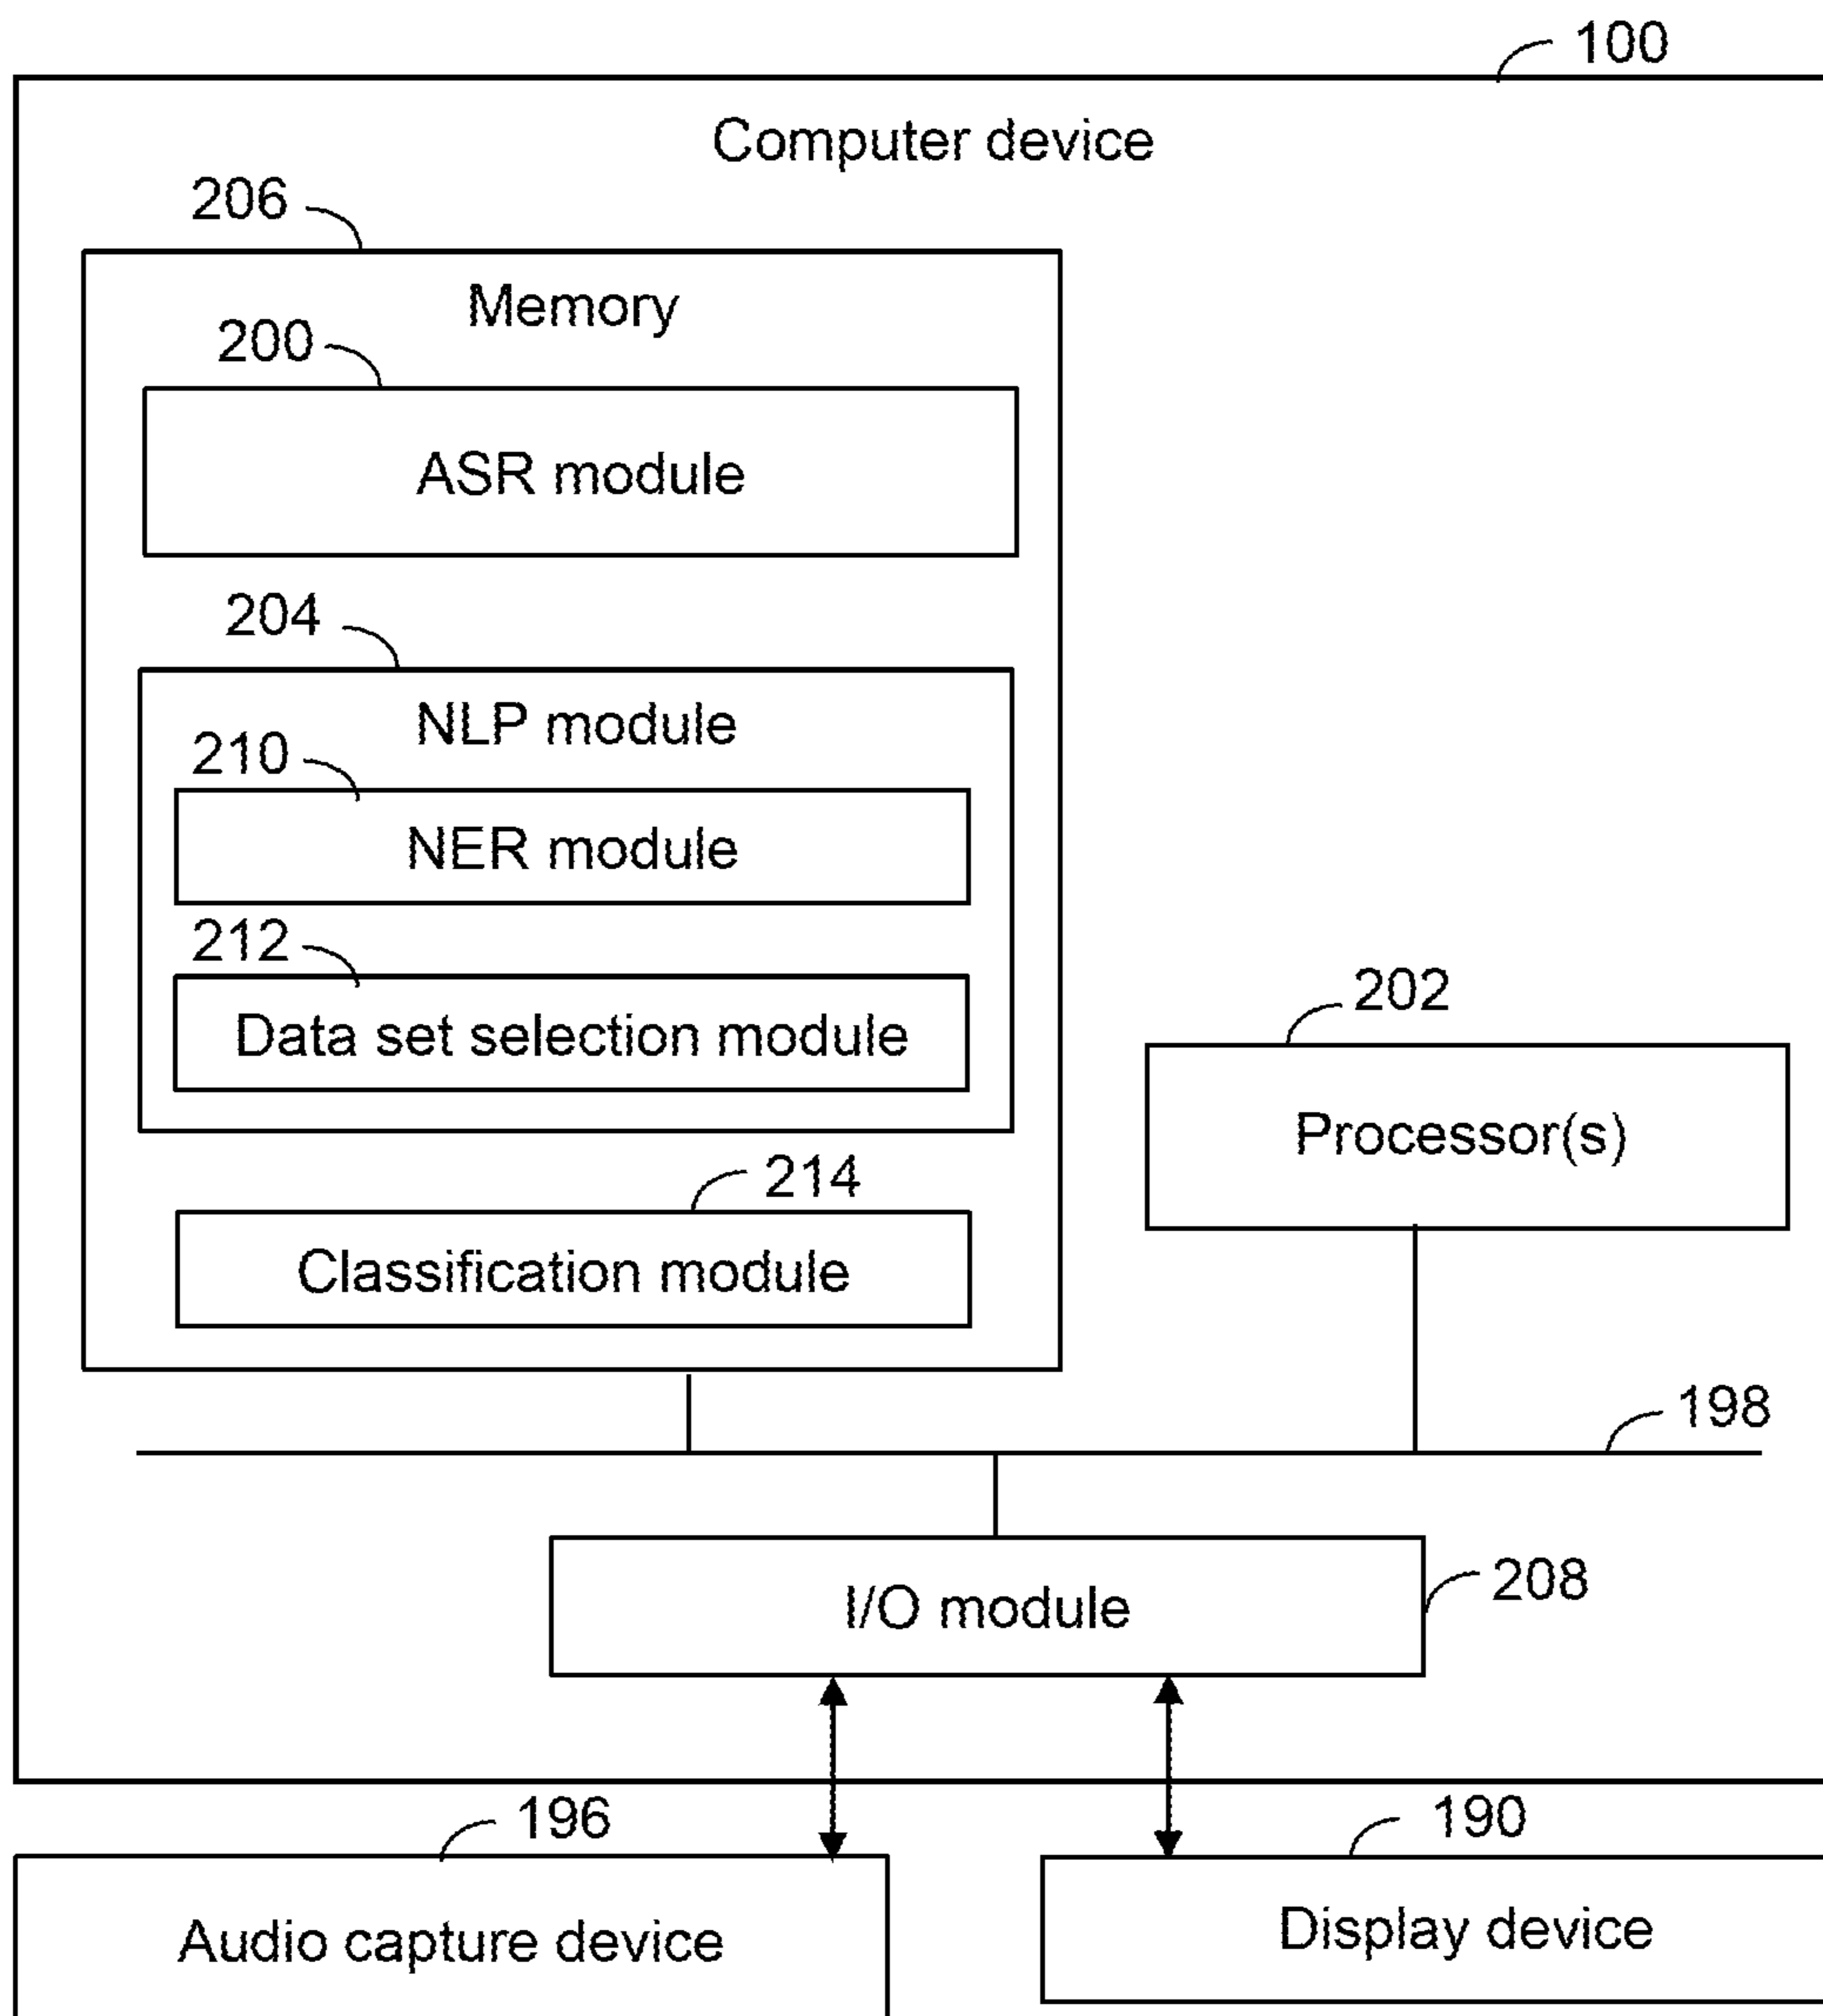 100
Computer device
206
Memory
200
ASR module
204
NLP module
210
NER module
212
Data set selection module
202
Processor(s)
214
Classification module
198
I/O module
208
196
190
Audio capture device
Display device